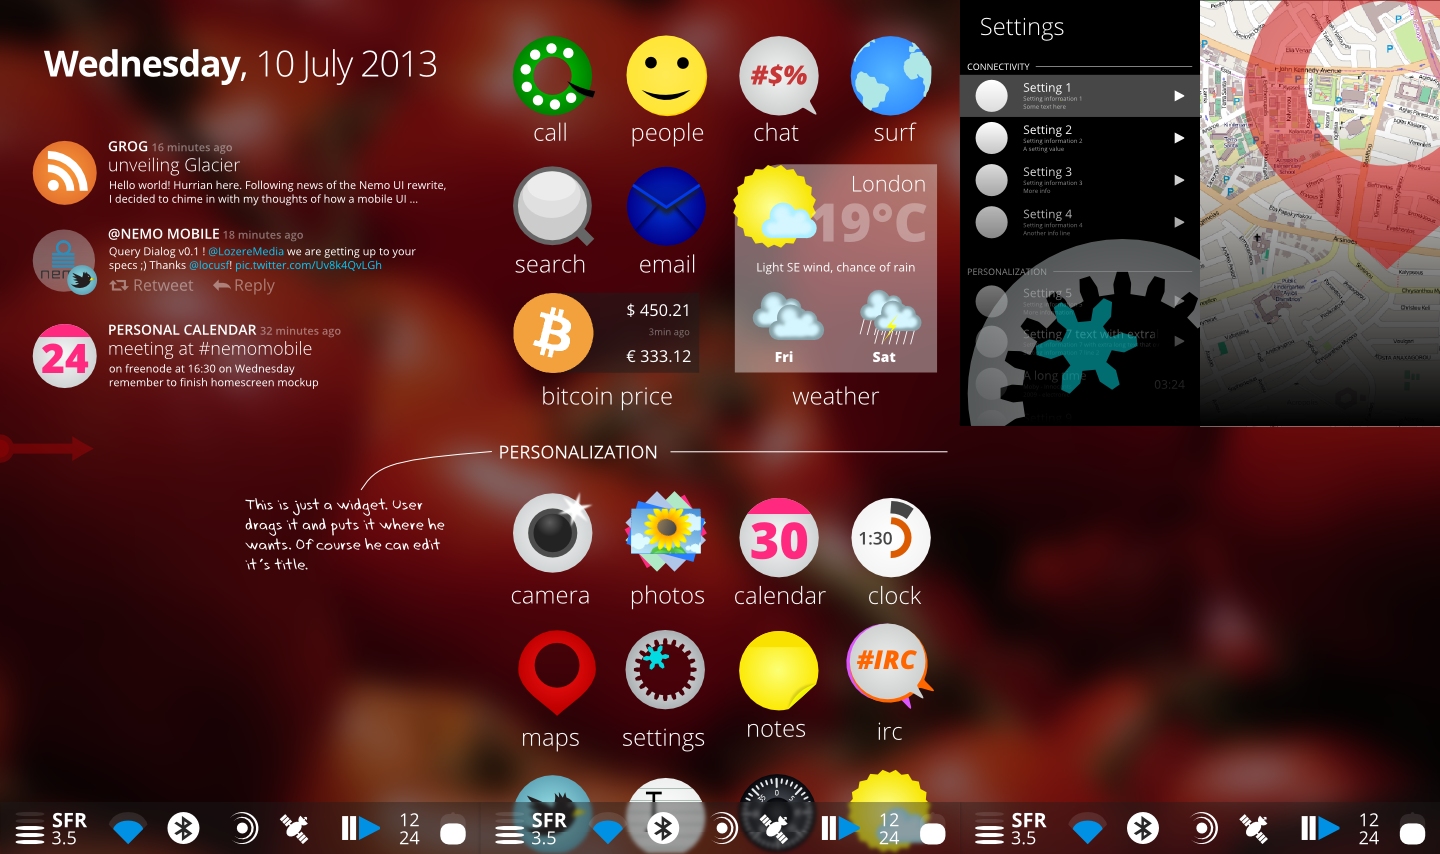 Wednesday, 10 July 2013
GROG 16 minutes ago
unveiling Glacier
Hello world! Hurrian here. Following news of the Nemo UI rewrite,
I decided to chime in with my thoughts of how a mobile UI ...
@NEMO MOBILE 18 minutes ago
Query Dialog v0.1 ! @LozereMedia we are getting up to your
specs ;) Thanks @locusf!! pic.twitter.com/Uv8k4QvLGh
Retweet Reply
24
PERSONAL CALENDAR 32 minutes ago
meeting at #nemomobile
on freenode at 16:30 on Wednesday
remember to finish homescreen mockup
This is just a widget. User
drags it and puts it where he
wants. Of course he can edit
it's title.
#$%
call people chat surf
search email
London
19°C
Light SE wind, chance of rain
Fri Sat
$ 450.21
3min ago
€ 333.12
bitcoin price weather
PERSONALIZATION
30
1:30
camera photos calendar clock
#IRC
maps settings notes irc
Settings
CONNECTIVITY
Setting 1
Setting information 1
Some text here
Setting 2
Setting information 2
A setting value
Setting 3
Setting information 3
More info
Setting 4
Setting information 4
Another info line
PERSONALIZATION
Setting 5
Setting 7 text with extra
A long time
03:24
John Kennedy Avenue
SFR
3.5
12
24
SFR
3.5
12
24
SFR
3.5
12
24